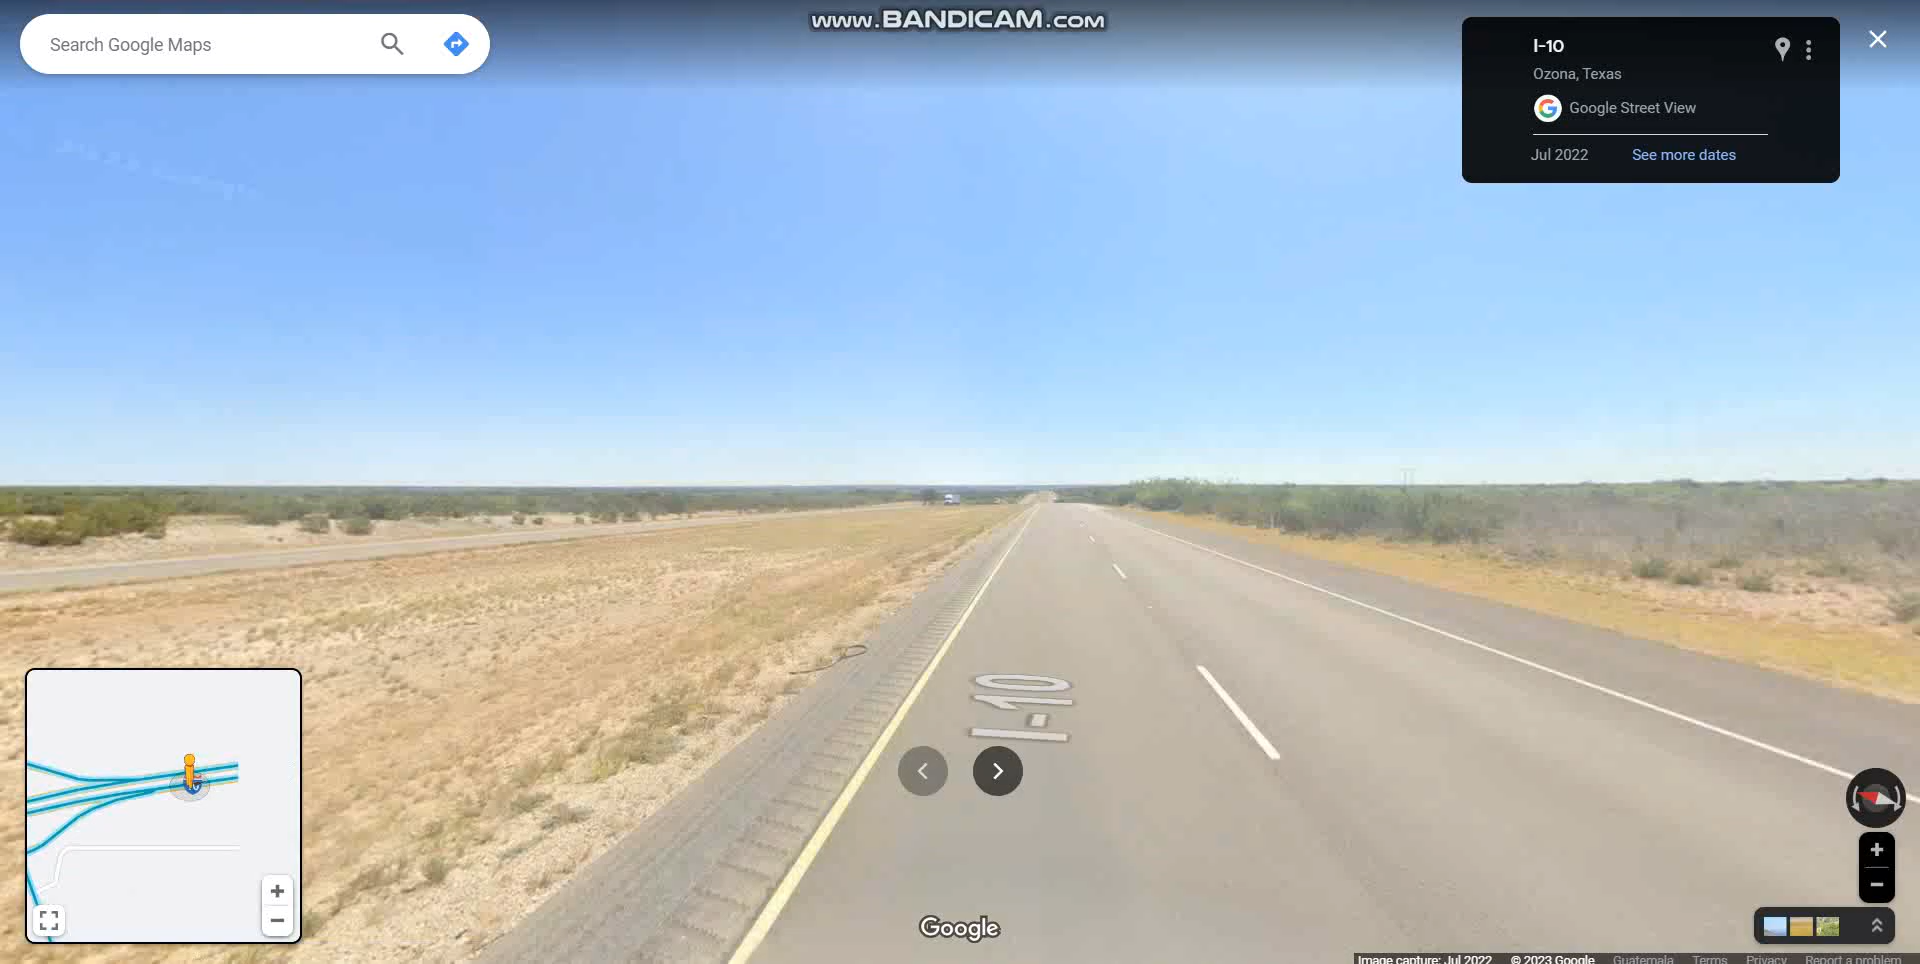 www.BANDICAM.com
Search Google Maps
I-10
Ozona, Texas
Google Street View
Jul 2022 See more dates
I-10
Google
Image capture: Jul 2022 © 2023 Google Guatemala Terms Privacy Report a problem